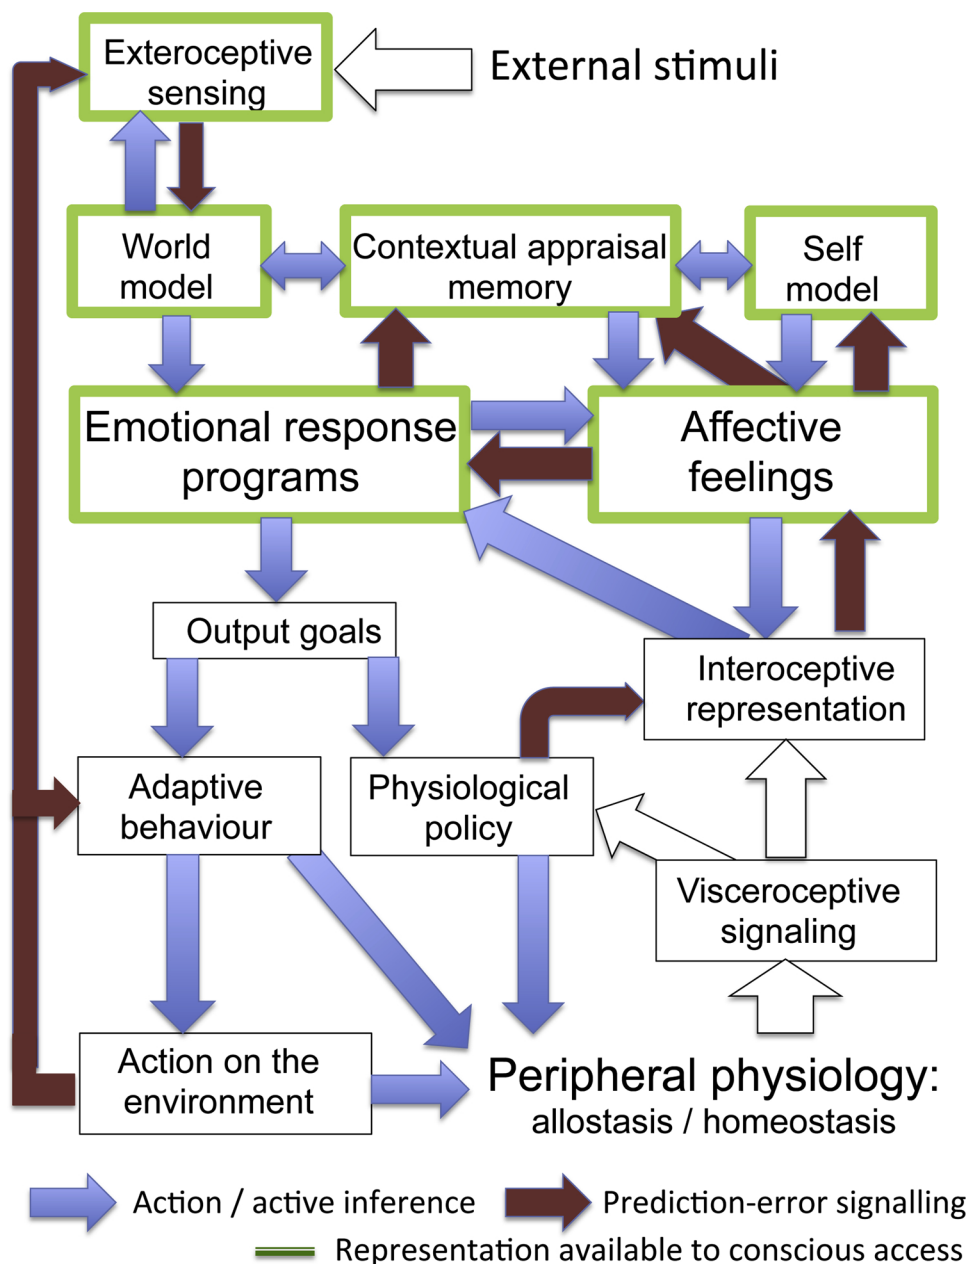 Exteroceptive
sensing
External stimuli
World
model
Contextual appraisal
memory
Self
model
Emotional response
programs
Affective
feelings
Output goals
Interoceptive
representation
Adaptive
behaviour
Physiological
policy
Visceroceptive
signaling
Action on the
environment
Peripheral physiology:
allostasis / homeostasis
Action / active inference
Prediction-error signalling
Representation available to conscious access